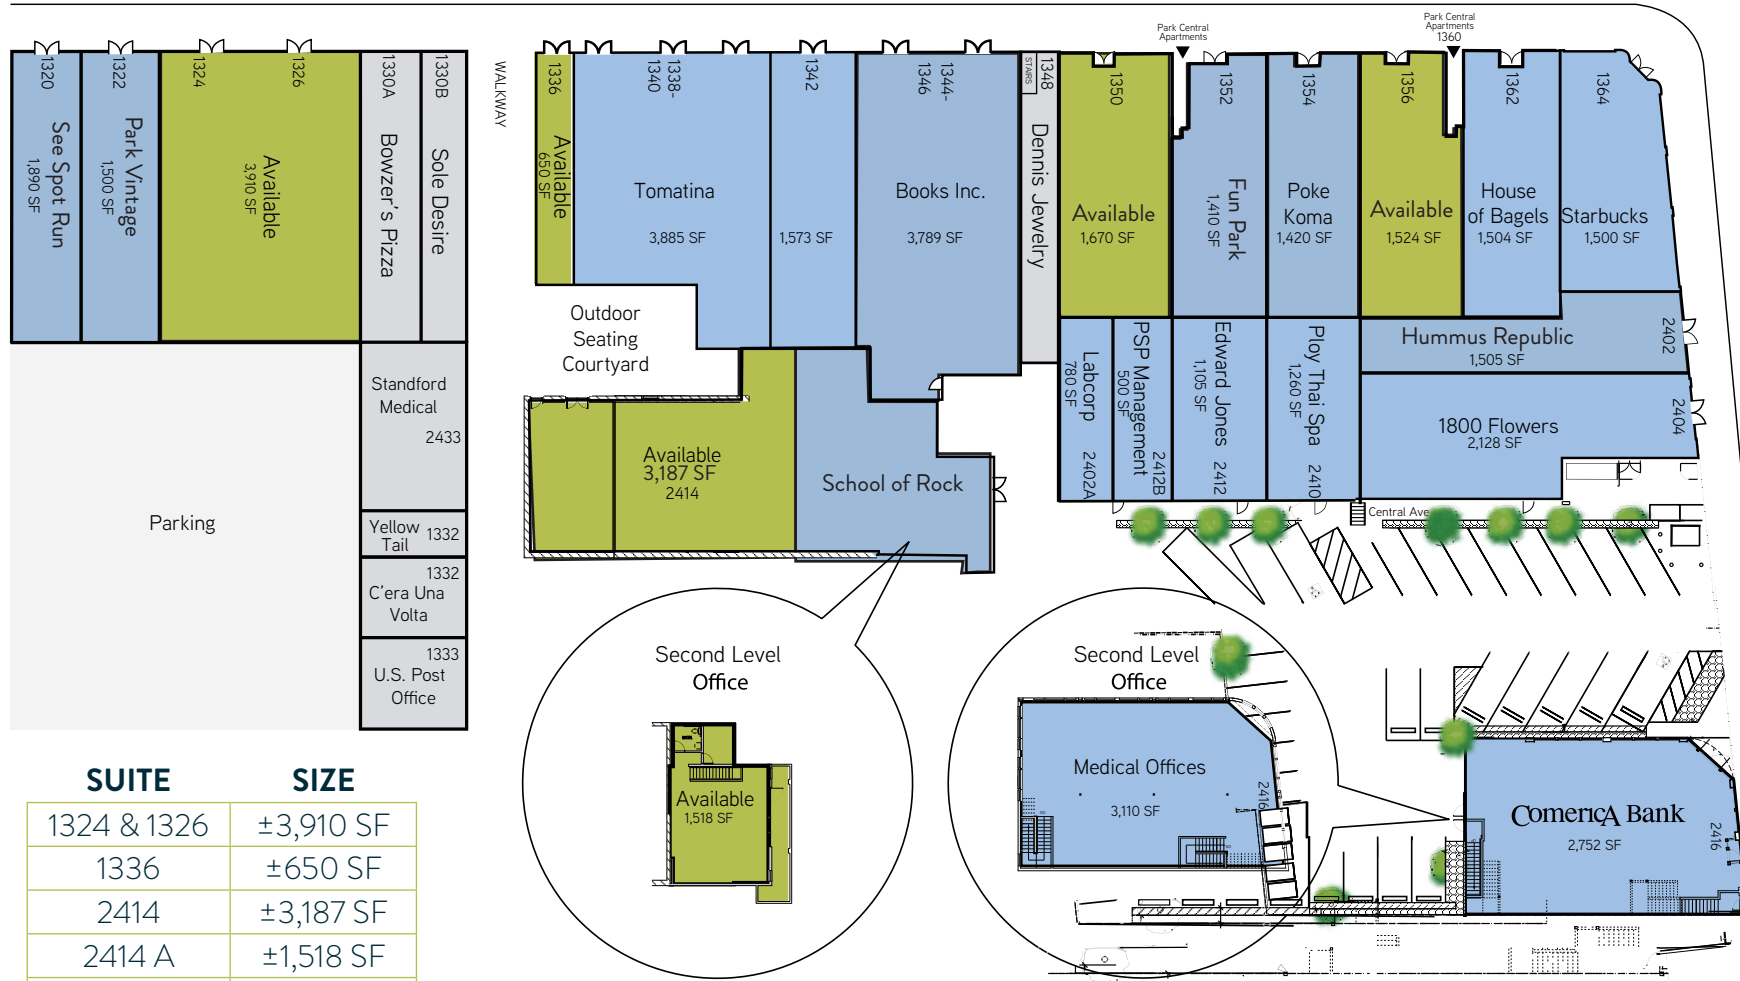 1320
See Spot Run
1,890 SF
1322
Park Vintage
1,500 SF
1324
1326
Available
3,910 SF
1330A
Bowzer's Pizza
1330B
Sole Desire
WALKWAY
Standford
Medical
2433
Yellow
Tail
1332
1332
C'era Una
Volta
1333
U.S. Post
Office
Parking
1336
Available
650 SF
1338-
1340
Tomatina
3,885 SF
1342
1,573 SF
1344-
1346
Books Inc.
3,789 SF
STAIRS
1348
Dennis Jewelry
Outdoor
Seating
Courtyard
Available
3,187 SF
2414
School of Rock
1350
Available
1,670 SF
Park Central
Apartments
1352
Fun Park
1,410 SF
1354
Poke
Koma
1,420 SF
1356
Available
1,524 SF
Park Central
Apartments
1360
1362
House
of Bagels
1,504 SF
1364
Starbucks
1,500 SF
Labcorp
780 SF
2402A
PSP Management
500 SF
2412B
Edward Jones
1,105 SF
2412
Ploy Thai Spa
1,260 SF
2410
Hummus Republic
1,505 SF
2402
1800 Flowers
2,128 SF
2404
Central Ave
Second Level
Office
Available
1,518 SF
Second Level
Office
Medical Offices
3,110 SF
2416
ComericA Bank
2,752 SF
2416
SUITE SIZE
1324 & 1326 ±3,910 SF
1336 ±650 SF
2414 ±3,187 SF
2414 A ±1,518 SF